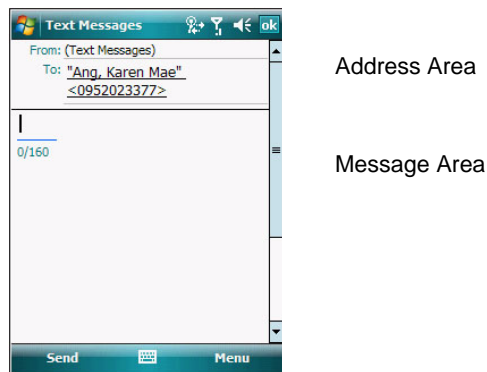 Text Messages ok
From: (Text Messages)
To: "Ang, Karen Mae"
<0952023377>
Address Area
0/160
Message Area
Send Menu